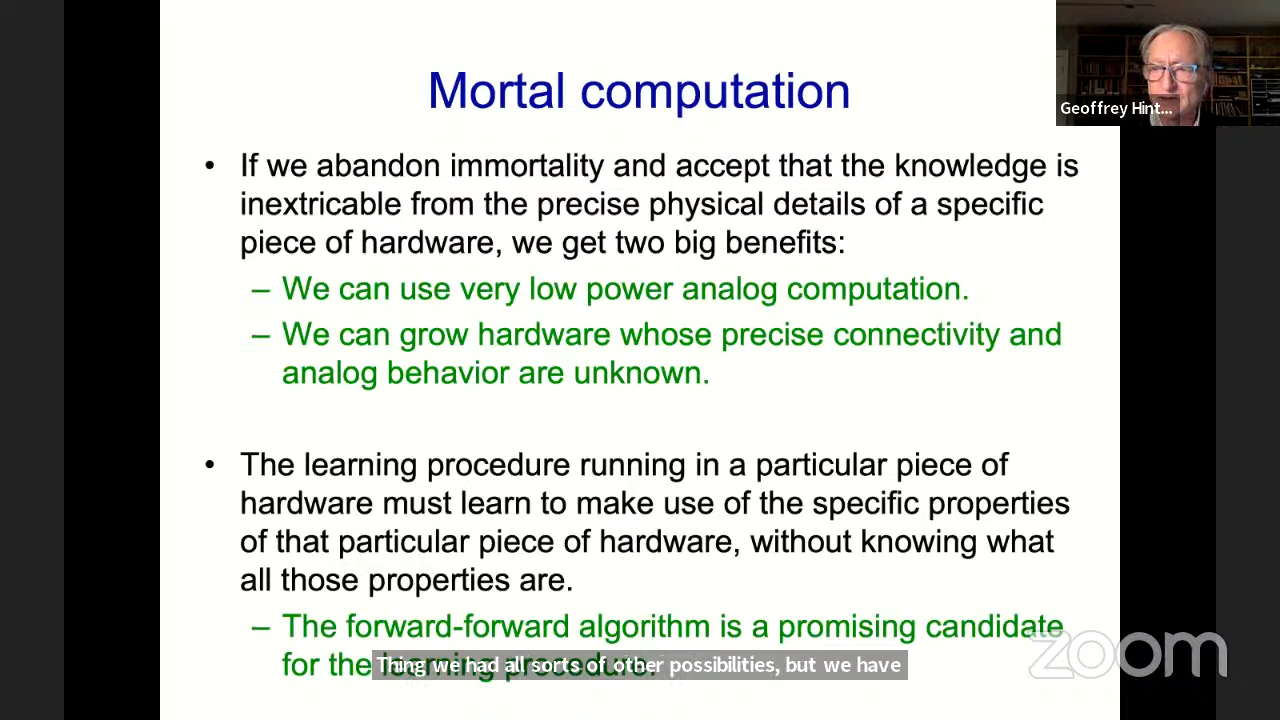 Mortal computation
Geoffrey Hint...
• If we abandon immortality and accept that the knowledge is
inextricable from the precise physical details of a specific
piece of hardware, we get two big benefits:
– We can use very low power analog computation.
– We can grow hardware whose precise connectivity and
analog behavior are unknown.
• The learning procedure running in a particular piece of
hardware must learn to make use of the specific properties
of that particular piece of hardware, without knowing what
all those properties are.
– The forward-forward algorithm is a promising candidate
for the learning procedure.
Thing we had all sorts of other possibilities, but we have
zoom